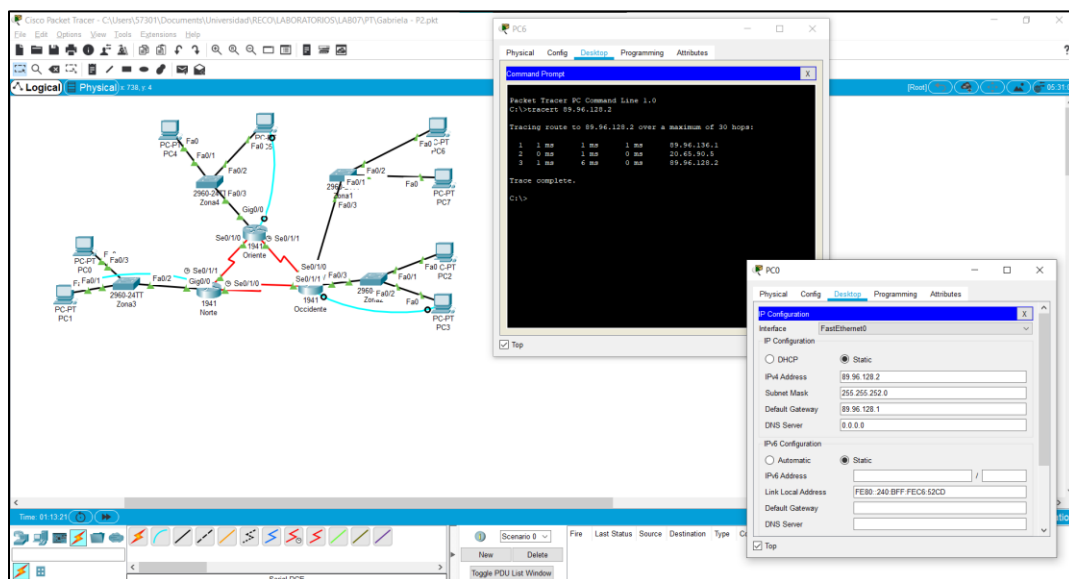 Cisco Packet Tracer - C:\Users\57301\Documents\Universidad\RECO\LABORATORIOS\LAB07\PT\Gabriela - P2.pkt
File Edit Options View Tools Extensions Help
?
Logical Physical x: 738, y: 4
[Root]
PC-PT
PC4
Fa0
Fa0/1
Fa0/2
2960-24TT
Fa0/3
Zona4
Gig0/0
Se0/1/0
Se0/1/1
1941
Oriente
Fa0
C-PT
PC6
Fa0/2
Fa0/1
Fa0
PC-PT
PC7
Zona1
Fa0/3
PC-PT
PC0
Fa0/3
Fa0/1
Fa0/2
PC-PT
PC1
2960-24TT
Zona3
Se0/1/1
Gig0/0
Se0/1/0
1941
Norte
Se0/1/0
Se0/1/1
Fa0/3
1941
Occidente
Fa0
C-PT
PC2
Fa0/1
Fa0/2
Fa0
PC-PT
PC3
PC6
Physical Config Desktop Programming Attributes
Command Prompt
X
Packet Tracer PC Command Line 1.0
C:\>tracert 89.96.128.2
Tracing route to 89.96.128.2 over a maximum of 30 hops:
1 1 ms 1 ms 1 ms 89.96.136.1
2 0 ms 1 ms 0 ms 20.65.90.5
3 1 ms 6 ms 0 ms 89.96.128.2
Trace complete.
C:\>
Top
PC0
Physical Config Desktop Programming Attributes
IP Configuration
X
Interface FastEthernet0
IP Configuration
DHCP Static
IPv4 Address 89.96.128.2
Subnet Mask 255.255.252.0
Default Gateway 89.96.128.1
DNS Server 0.0.0.0
IPv6 Configuration
Automatic Static
IPv6 Address /
Link Local Address FE80::240:BFF:FEC6:52CD
Default Gateway
DNS Server
Top
Time: 01:13:21
Scenario 0
New Delete
Toggle PDU List Window
Fire Last Status Source Destination Type